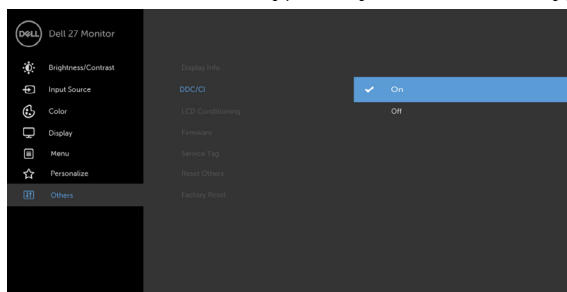 DELL
Dell 27 Monitor
Brightness/Contrast
Input Source
Color
Display
Menu
Personalize
Others
Display Info
DDC/CI
LCD Conditioning
Firmware
Service Tag
Reset Others
Factory Reset
On
Off